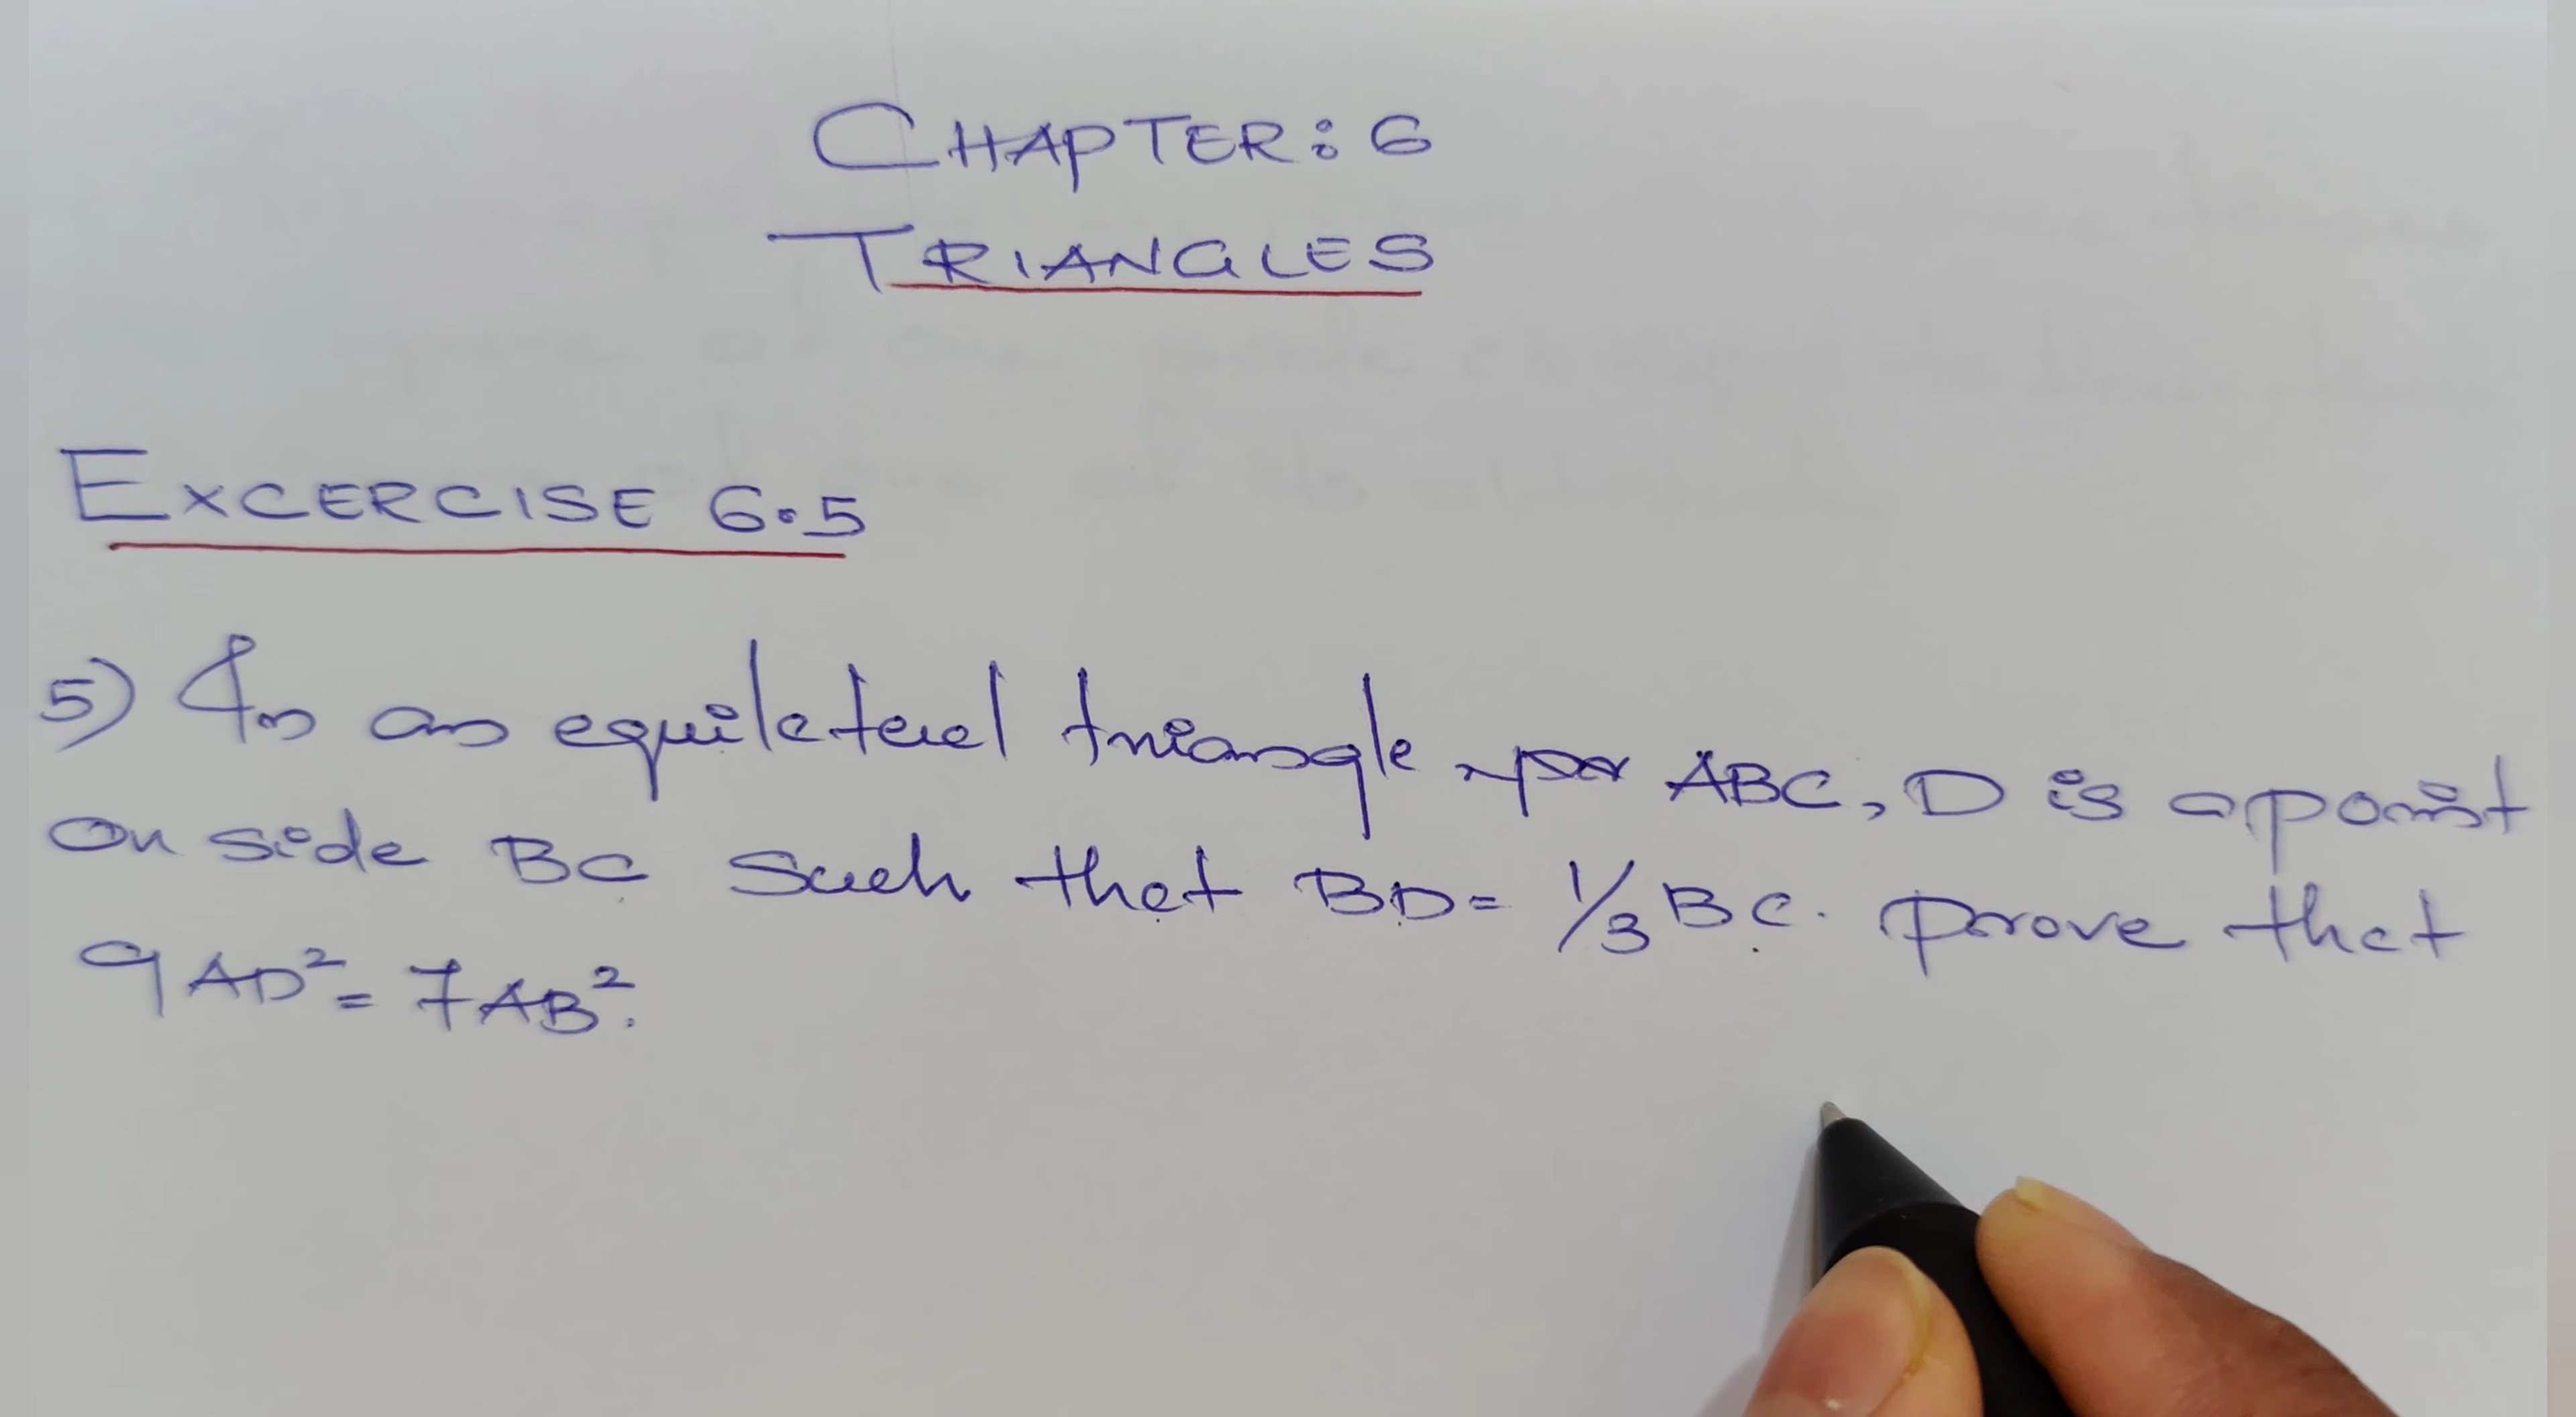 CHAPTER: 6
TRIANGLES
EXCERCISE 6.5
5) In an equilateral triangle ABC, D is a point
on side BC such that BD = 1/3 BC. Prove that
9AD² = 7AB².